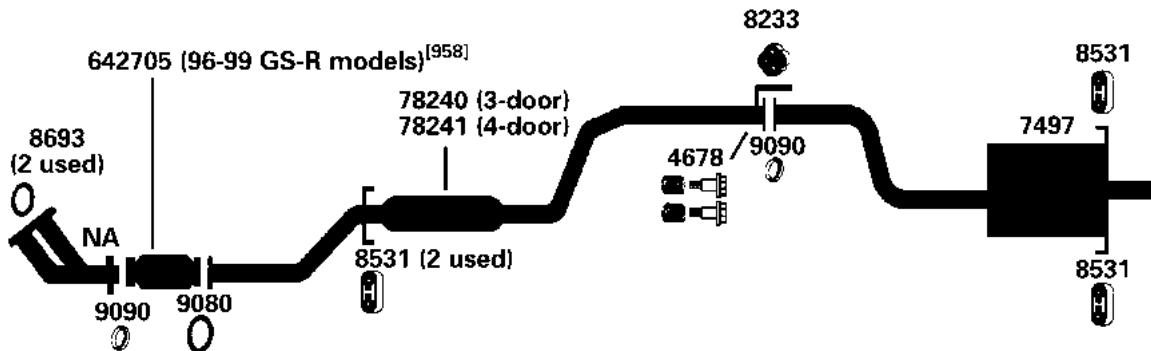 8233
642705 (96-99 GS-R models)[958]
8531
78240 (3-door)
78241 (4-door)
7497
8693
(2 used)
4678
9090
NA
8531 (2 used)
8531
9090
9080